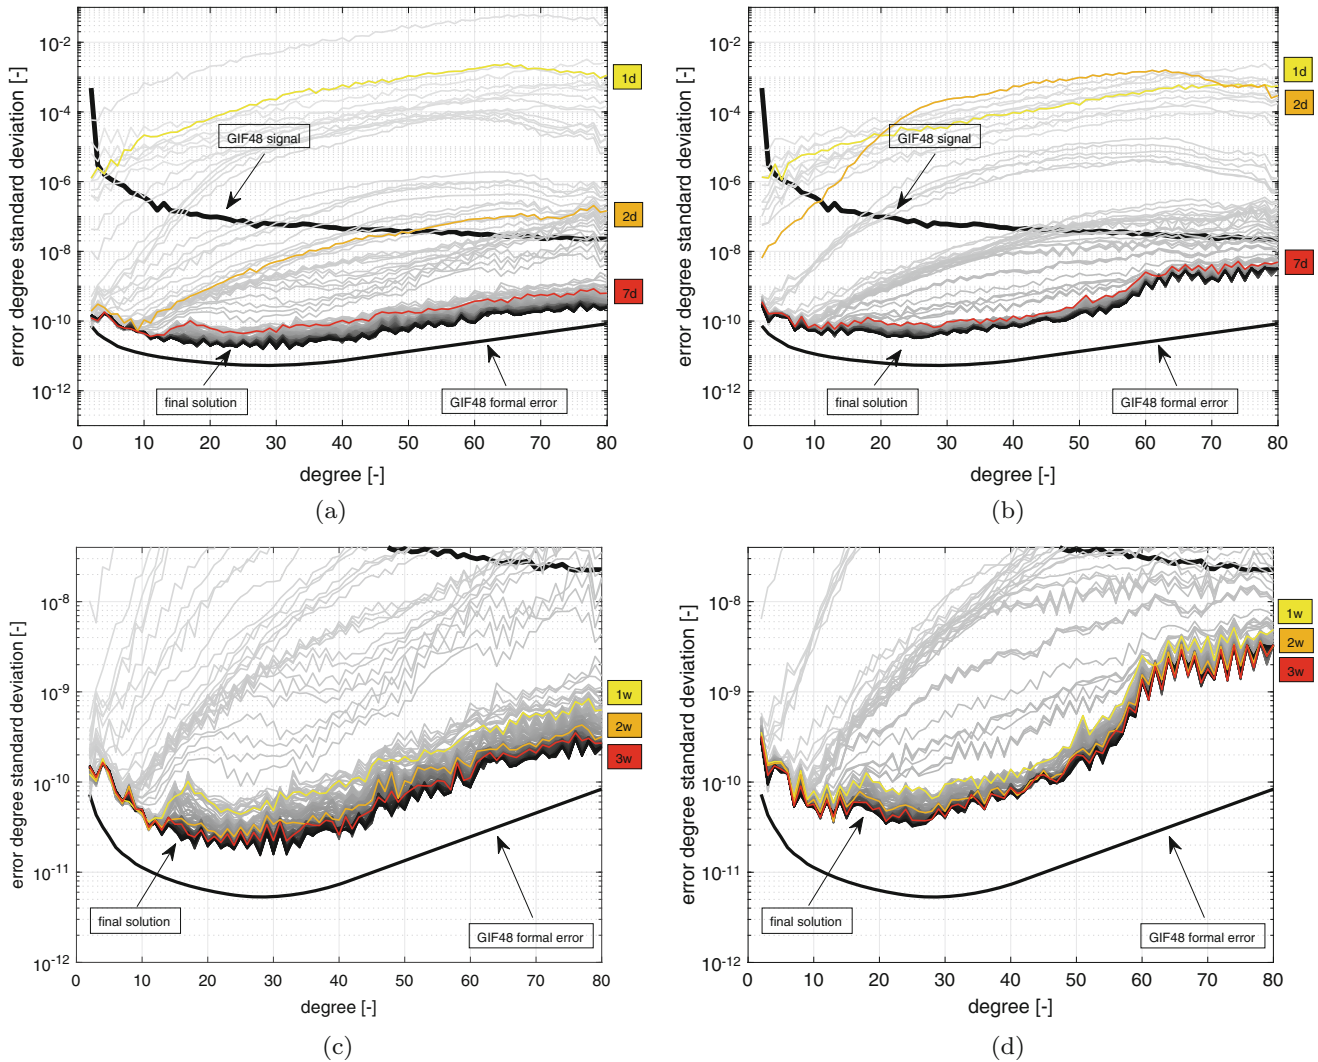 10-2
10-4
10-6
10-8
10-10
10-12
error degree standard deviation [-]
0 10 20 30 40 50 60 70 80
degree [-]
GIF48 signal
final solution
GIF48 formal error
1d
2d
7d
(a)
10-2
10-4
10-6
10-8
10-10
10-12
error degree standard deviation [-]
0 10 20 30 40 50 60 70 80
degree [-]
GIF48 signal
final solution
GIF48 formal error
1d
2d
7d
(b)
10-8
10-9
10-10
10-11
10-12
error degree standard deviation [-]
0 10 20 30 40 50 60 70 80
degree [-]
final solution
GIF48 formal error
1w
2w
3w
(c)
10-8
10-9
10-10
10-11
10-12
error degree standard deviation [-]
0 10 20 30 40 50 60 70 80
degree [-]
final solution
GIF48 formal error
1w
2w
3w
(d)